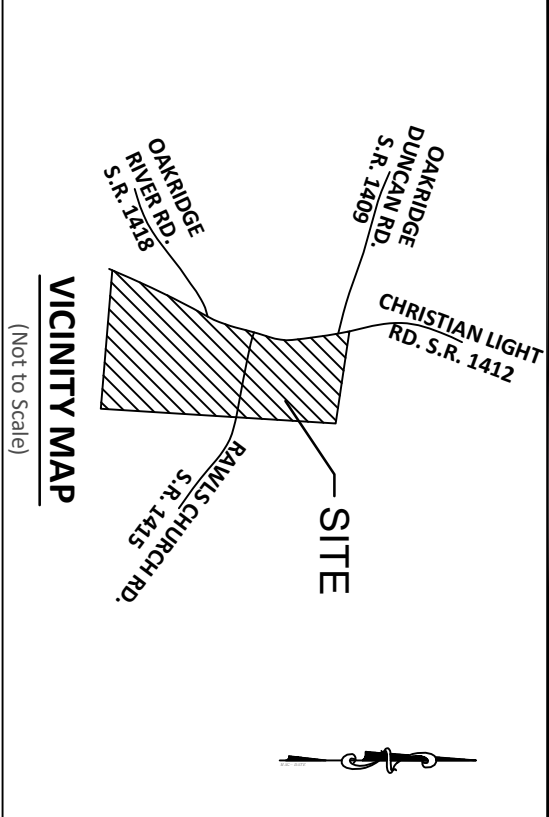 OAKRIDGE
DUNCAN RD.
S.R. 1409
CHRISTIAN LIGHT
RD. S.R. 1412
OAKRIDGE
RIVER RD.
S.R. 1418
SITE
RAWLS CHURCH RD.
S.R. 1415
VICINITY MAP
(Not to Scale)